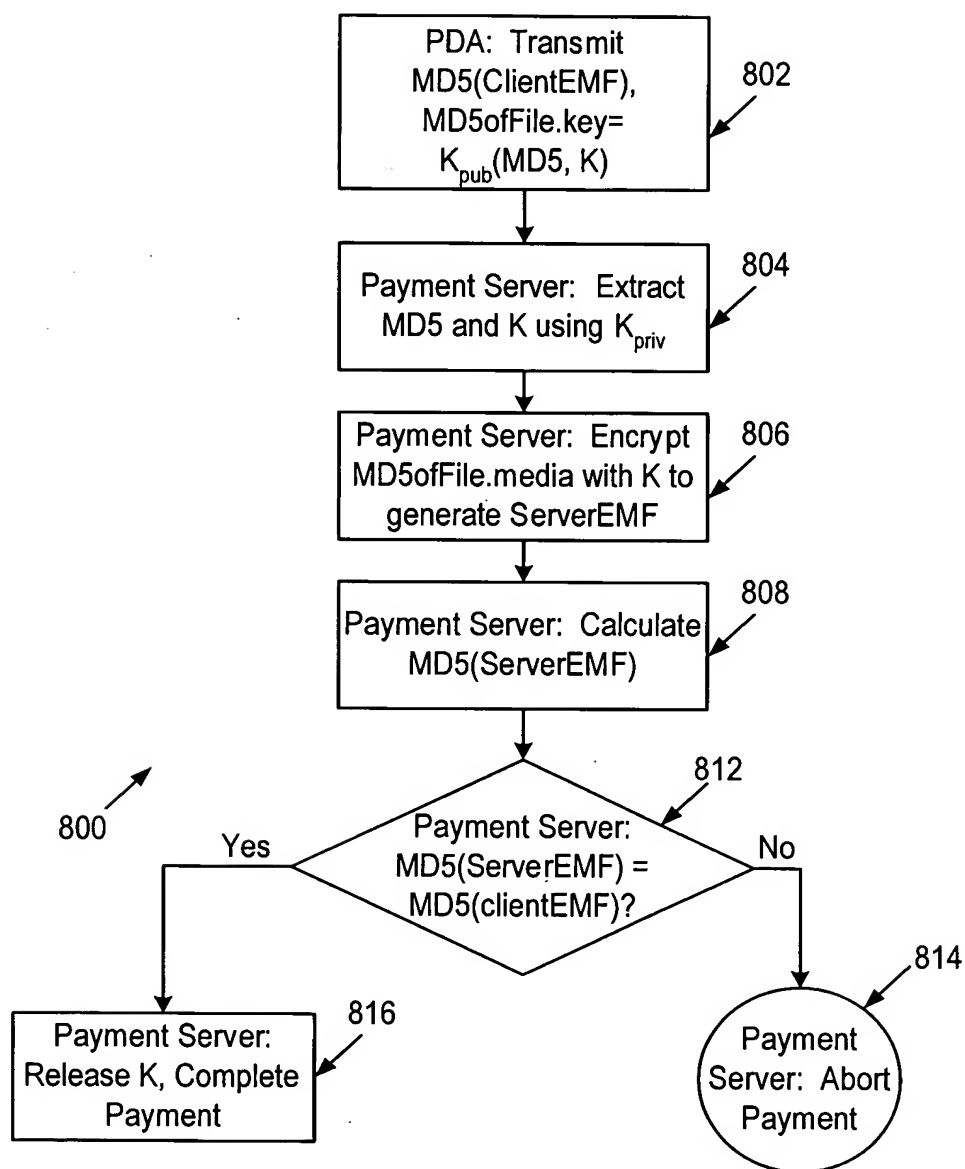 PDA: Transmit
MD5(ClientEMF),
MD5ofFile.key=
K_pub(MD5, K)
802
Payment Server: Extract
MD5 and K using K_priv
804
Payment Server: Encrypt
MD5ofFile.media with K to
generate ServerEMF
806
Payment Server: Calculate
MD5(ServerEMF)
808
800
812
Payment Server:
MD5(ServerEMF) =
MD5(clientEMF)?
Yes
No
814
Payment Server:
Release K, Complete
Payment
816
Payment
Server: Abort
Payment